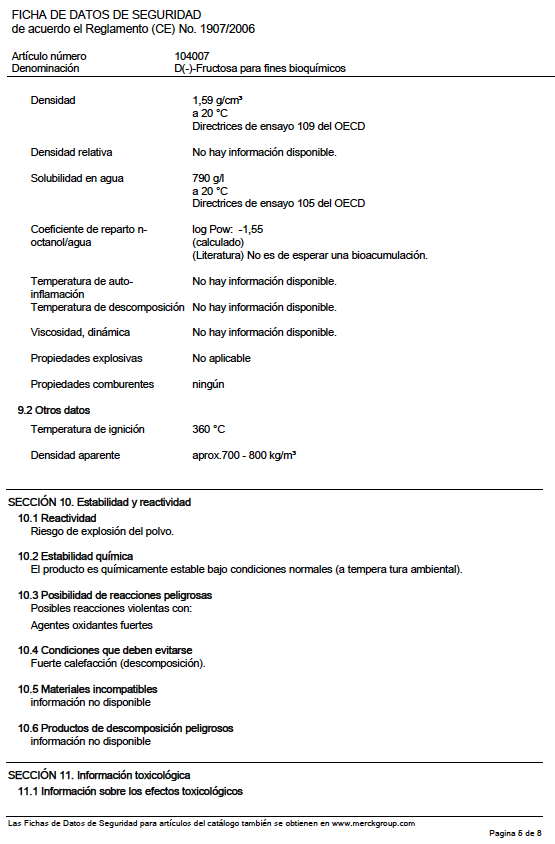 FICHA DE DATOS DE SEGURIDAD
de acuerdo el Reglamento (CE) No. 1907/2006
Artículo número 104007
Denominación D(-)-Fructosa para fines bioquímicos
Densidad 1,59 g/cm³
a 20 °C
Directrices de ensayo 109 del OECD
Densidad relativa No hay información disponible.
Solubilidad en agua 790 g/l
a 20 °C
Directrices de ensayo 105 del OECD
Coeficiente de reparto n- log Pow: -1,55
octanol/agua (calculado)
(Literatura) No es de esperar una bioacumulación.
Temperatura de auto- No hay información disponible.
inflamación
Temperatura de descomposición No hay información disponible.
Viscosidad, dinámica No hay información disponible.
Propiedades explosivas No aplicable
Propiedades comburentes ningún
9.2 Otros datos
Temperatura de ignición 360 °C
Densidad aparente aprox.700 - 800 kg/m³
SECCIÓN 10. Estabilidad y reactividad
10.1 Reactividad
Riesgo de explosión del polvo.
10.2 Estabilidad química
El producto es químicamente estable bajo condiciones normales (a tempera tura ambiental).
10.3 Posibilidad de reacciones peligrosas
Posibles reacciones violentas con:
Agentes oxidantes fuertes
10.4 Condiciones que deben evitarse
Fuerte calefacción (descomposición).
10.5 Materiales incompatibles
información no disponible
10.6 Productos de descomposición peligrosos
información no disponible
SECCIÓN 11. Información toxicológica
11.1 Información sobre los efectos toxicológicos
Las Fichas de Datos de Seguridad para artículos del catálogo también se obtienen en www.merckgroup.com
Pagina 5 de 8